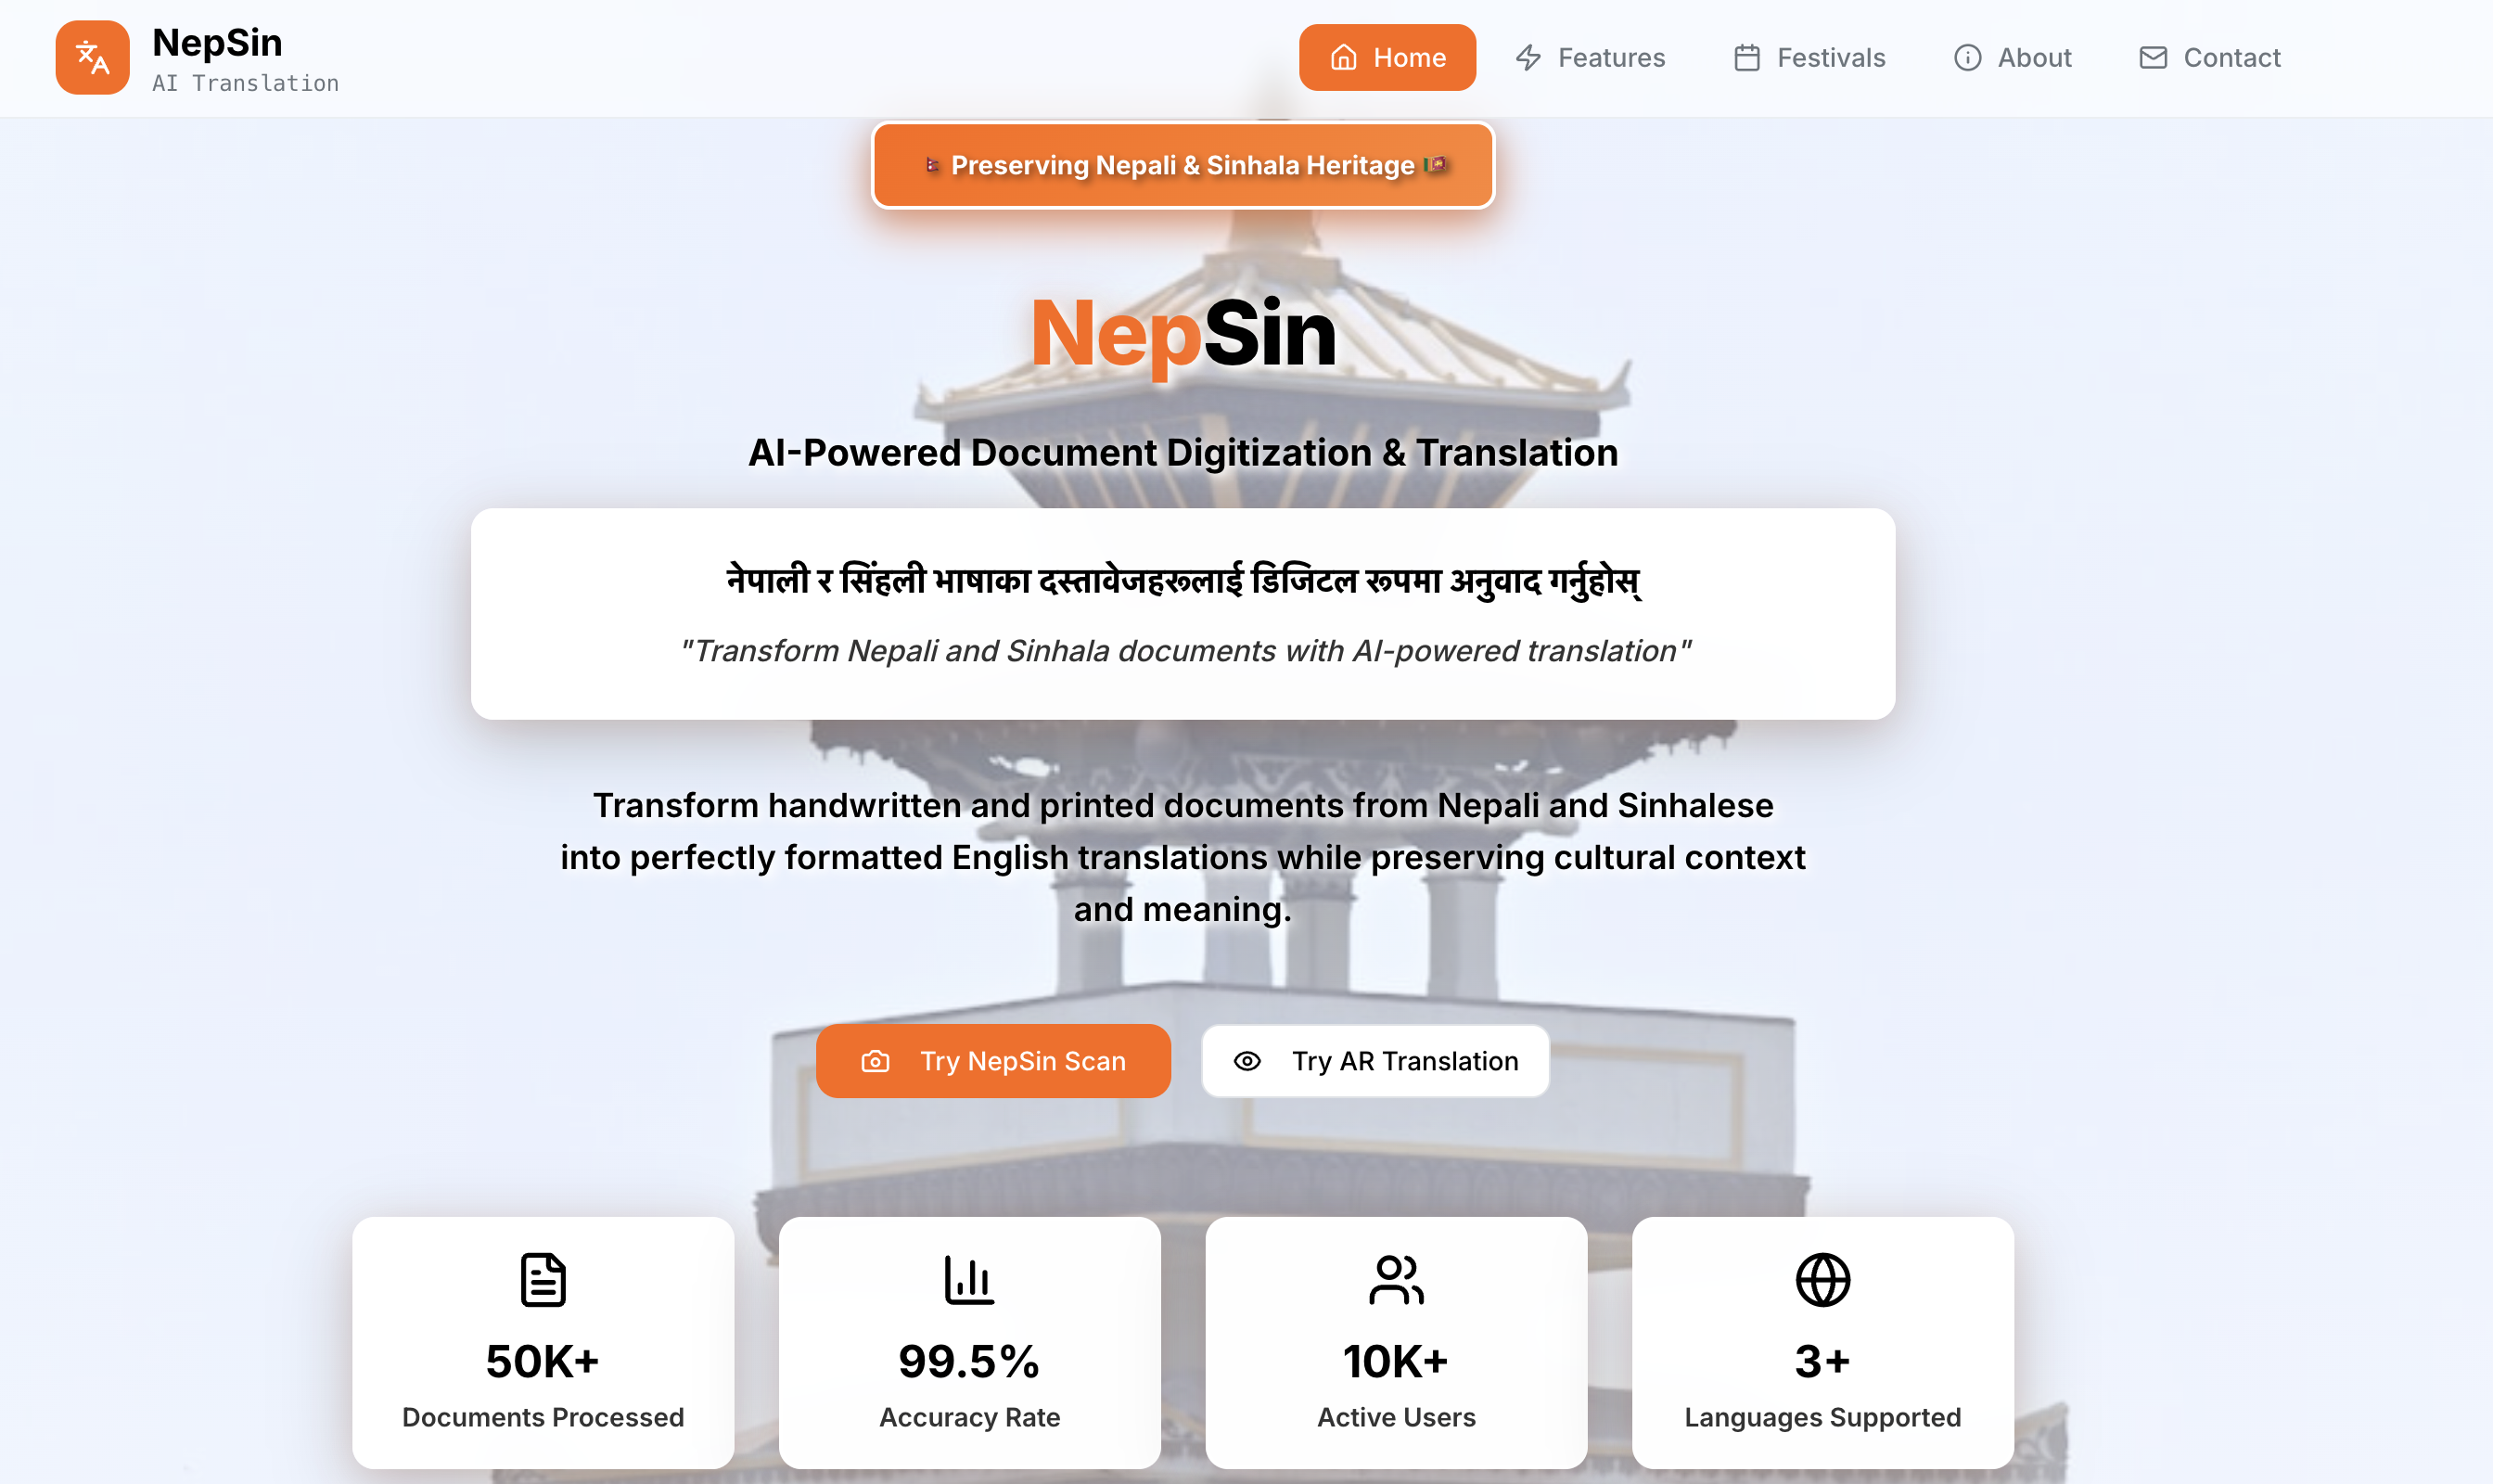 NepSin
AI Translation
Home
Features
Festivals
About
Contact
🇳🇵 Preserving Nepali & Sinhala Heritage 🇱🇰
NepSin
AI-Powered Document Digitization & Translation
नेपाली र सिंहली भाषाका दस्तावेजहरूलाई डिजिटल रूपमा अनुवाद गर्नुहोस्
"Transform Nepali and Sinhala documents with AI-powered translation"
Transform handwritten and printed documents from Nepali and Sinhalese
into perfectly formatted English translations while preserving cultural context
and meaning.
Try NepSin Scan
Try AR Translation
50K+
Documents Processed
99.5%
Accuracy Rate
10K+
Active Users
3+
Languages Supported